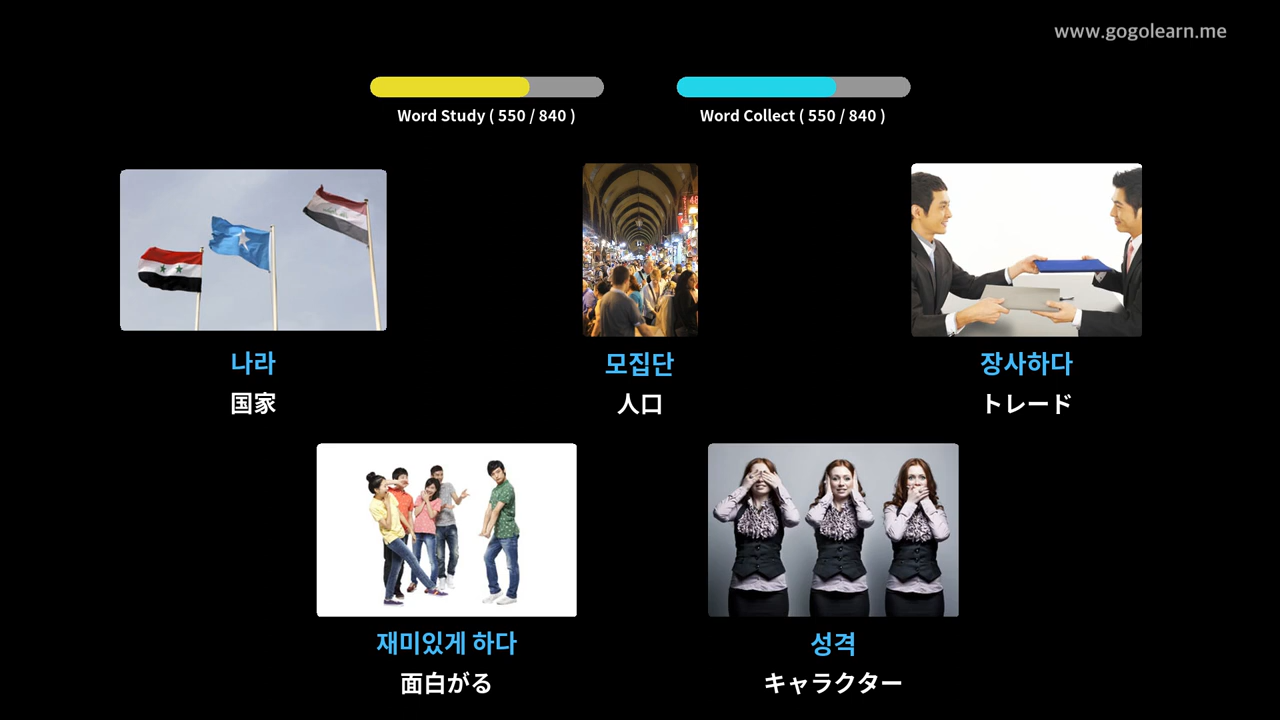 www.gogolearn.me
Word Study ( 550 / 840 )
Word Collect ( 550 / 840 )
나라
国家
모집단
人口
장사하다
トレード
재미있게 하다
面白がる
성격
キャラクター